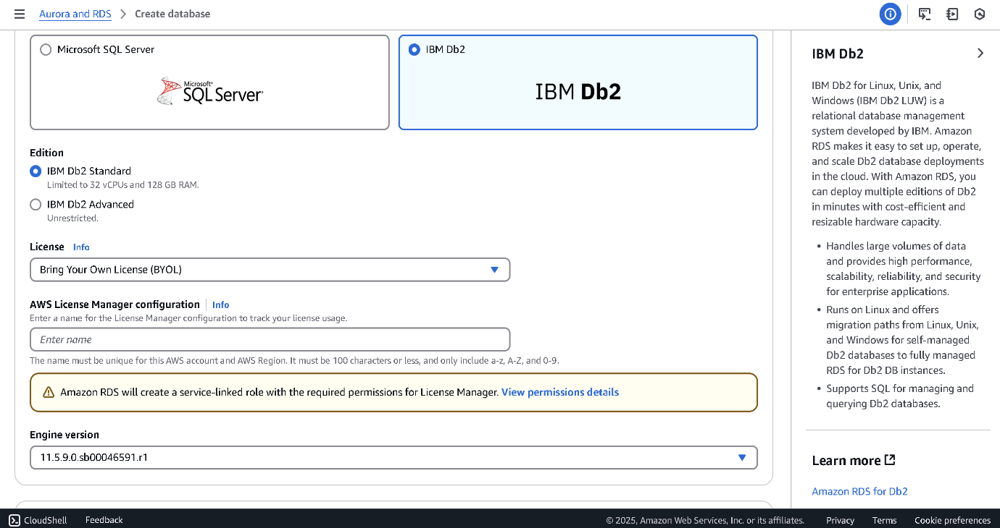 Aurora and RDS
Create database
Microsoft SQL Server
Microsoft®
SQL Server®
IBM Db2
IBM Db2
Edition
IBM Db2 Standard
Limited to 32 vCPUs and 128 GB RAM.
IBM Db2 Advanced
Unrestricted.
License Info
Bring Your Own License (BYOL)
AWS License Manager configuration Info
Enter a name for the License Manager configuration to track your license usage.
Enter name
The name must be unique for this AWS account and AWS Region. It must be 100 characters or less, and only include a-z, A-Z, and 0-9.
Amazon RDS will create a service-linked role with the required permissions for License Manager. View permissions details
Engine version
11.5.9.0.sb00046591.r1
IBM Db2
IBM Db2 for Linux, Unix, and
Windows (IBM Db2 LUW) is a
relational database management
system developed by IBM. Amazon
RDS makes it easy to set up, operate,
and scale Db2 database deployments
in the cloud. With Amazon RDS, you
can deploy multiple editions of Db2
in minutes with cost-efficient and
resizable hardware capacity.
• Handles large volumes of data
and provides high performance,
scalability, reliability, and security
for enterprise applications.
• Runs on Linux and offers
migration paths from Linux, Unix,
and Windows for self-managed
Db2 databases to fully managed
RDS for Db2 DB instances.
• Supports SQL for managing and
querying Db2 databases.
Learn more
Amazon RDS for Db2
CloudShell
Feedback
© 2025, Amazon Web Services, Inc. or its affiliates.
Privacy
Terms
Cookie preferences